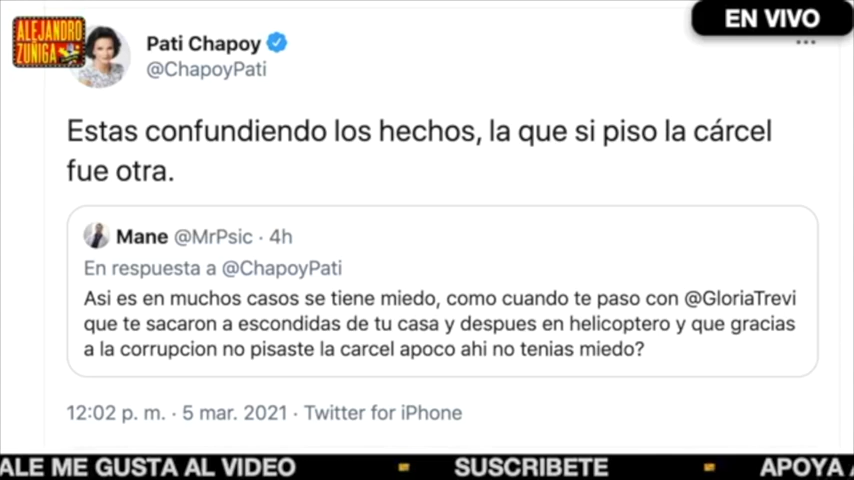 EN VIVO
ALEJANDRO
ZÚÑIGA
Pati Chapoy
@ChapoyPati
Estas confundiendo los hechos, la que si piso la cárcel
fue otra.
Mane @MrPsic · 4h
En respuesta a @ChapoyPati
Asi es en muchos casos se tiene miedo, como cuando te paso con @GloriaTrevi
que te sacaron a escondidas de tu casa y despues en helicoptero y que gracias
a la corrupcion no pisaste la carcel apoco ahi no tenias miedo?
12:02 p. m. · 5 mar. 2021 · Twitter for iPhone
ALE ME GUSTA AL VIDEO SUSCRIBETE APOYA A